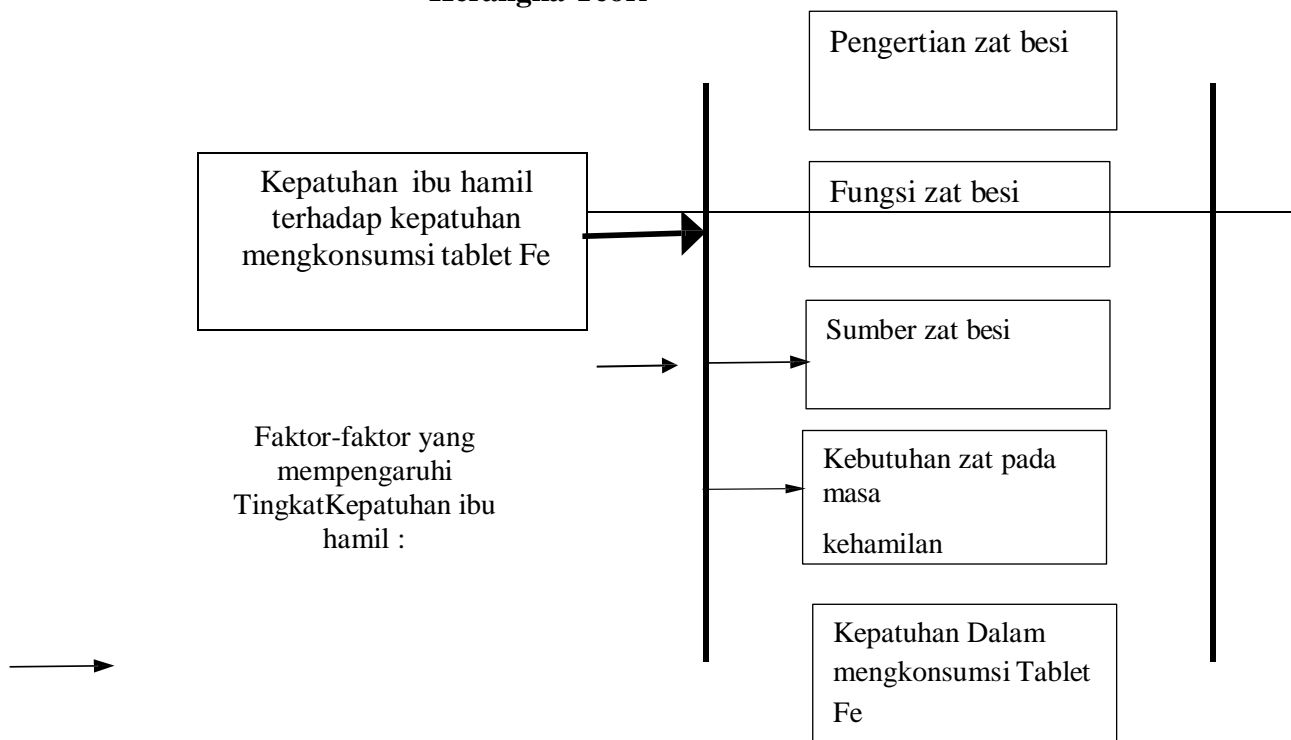 Kerangka Teori
Pengertian zat besi
Kepatuhan ibu hamil
terhadap kepatuhan
mengkonsumsi tablet Fe
Fungsi zat besi
Sumber zat besi
Faktor-faktor yang
mempengaruhi
TingkatKepatuhan ibu
hamil :
Kebutuhan zat pada
masa
kehamilan
Kepatuhan Dalam
mengkonsumsi Tablet
Fe